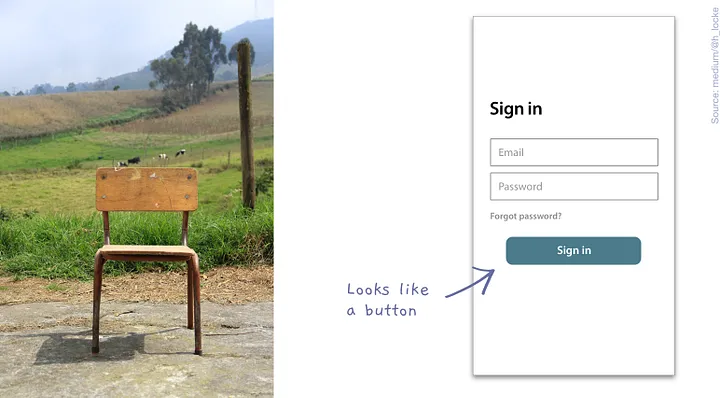 Sign in
Email
Password
Forgot password?
Sign in
Looks like
a button
Source: medium/@h_locke